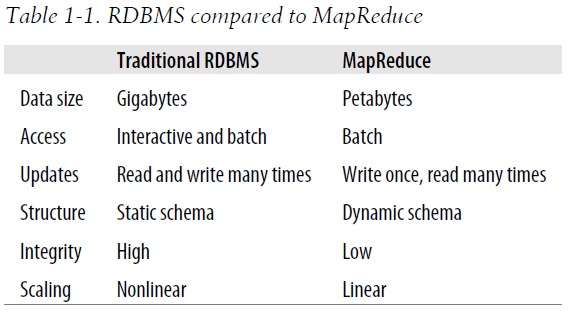 Table 1-1. RDBMS compared to MapReduce
Traditional RDBMS MapReduce
Data size Gigabytes Petabytes
Access Interactive and batch Batch
Updates Read and write many times Write once, read many times
Structure Static schema Dynamic schema
Integrity High Low
Scaling Nonlinear Linear